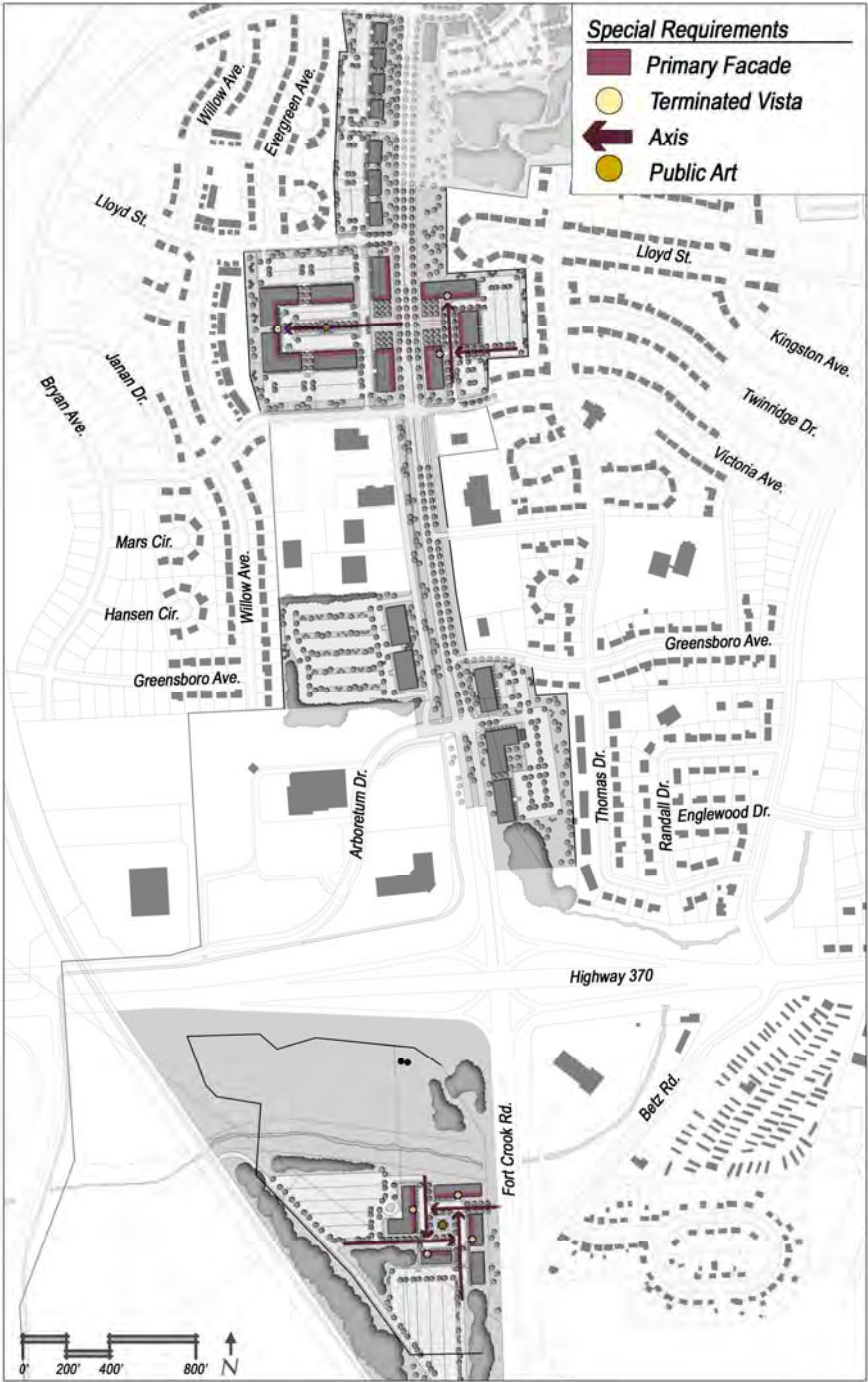 Special Requirements
Primary Facade
Terminated Vista
Axis
Public Art
Willow Ave.
Evergreen Ave.
Lloyd St.
Lloyd St.
Kingston Ave.
Janan Dr.
Bryan Ave.
Twinridge Dr.
Victoria Ave.
Mars Cir.
Hansen Cir.
Willow Ave.
Greensboro Ave.
Greensboro Ave.
Arboretum Dr.
Thomas Dr.
Randall Dr.
Englewood Dr.
Highway 370
Betz Rd.
Fort Crook Rd.
0' 200' 400' 800' N